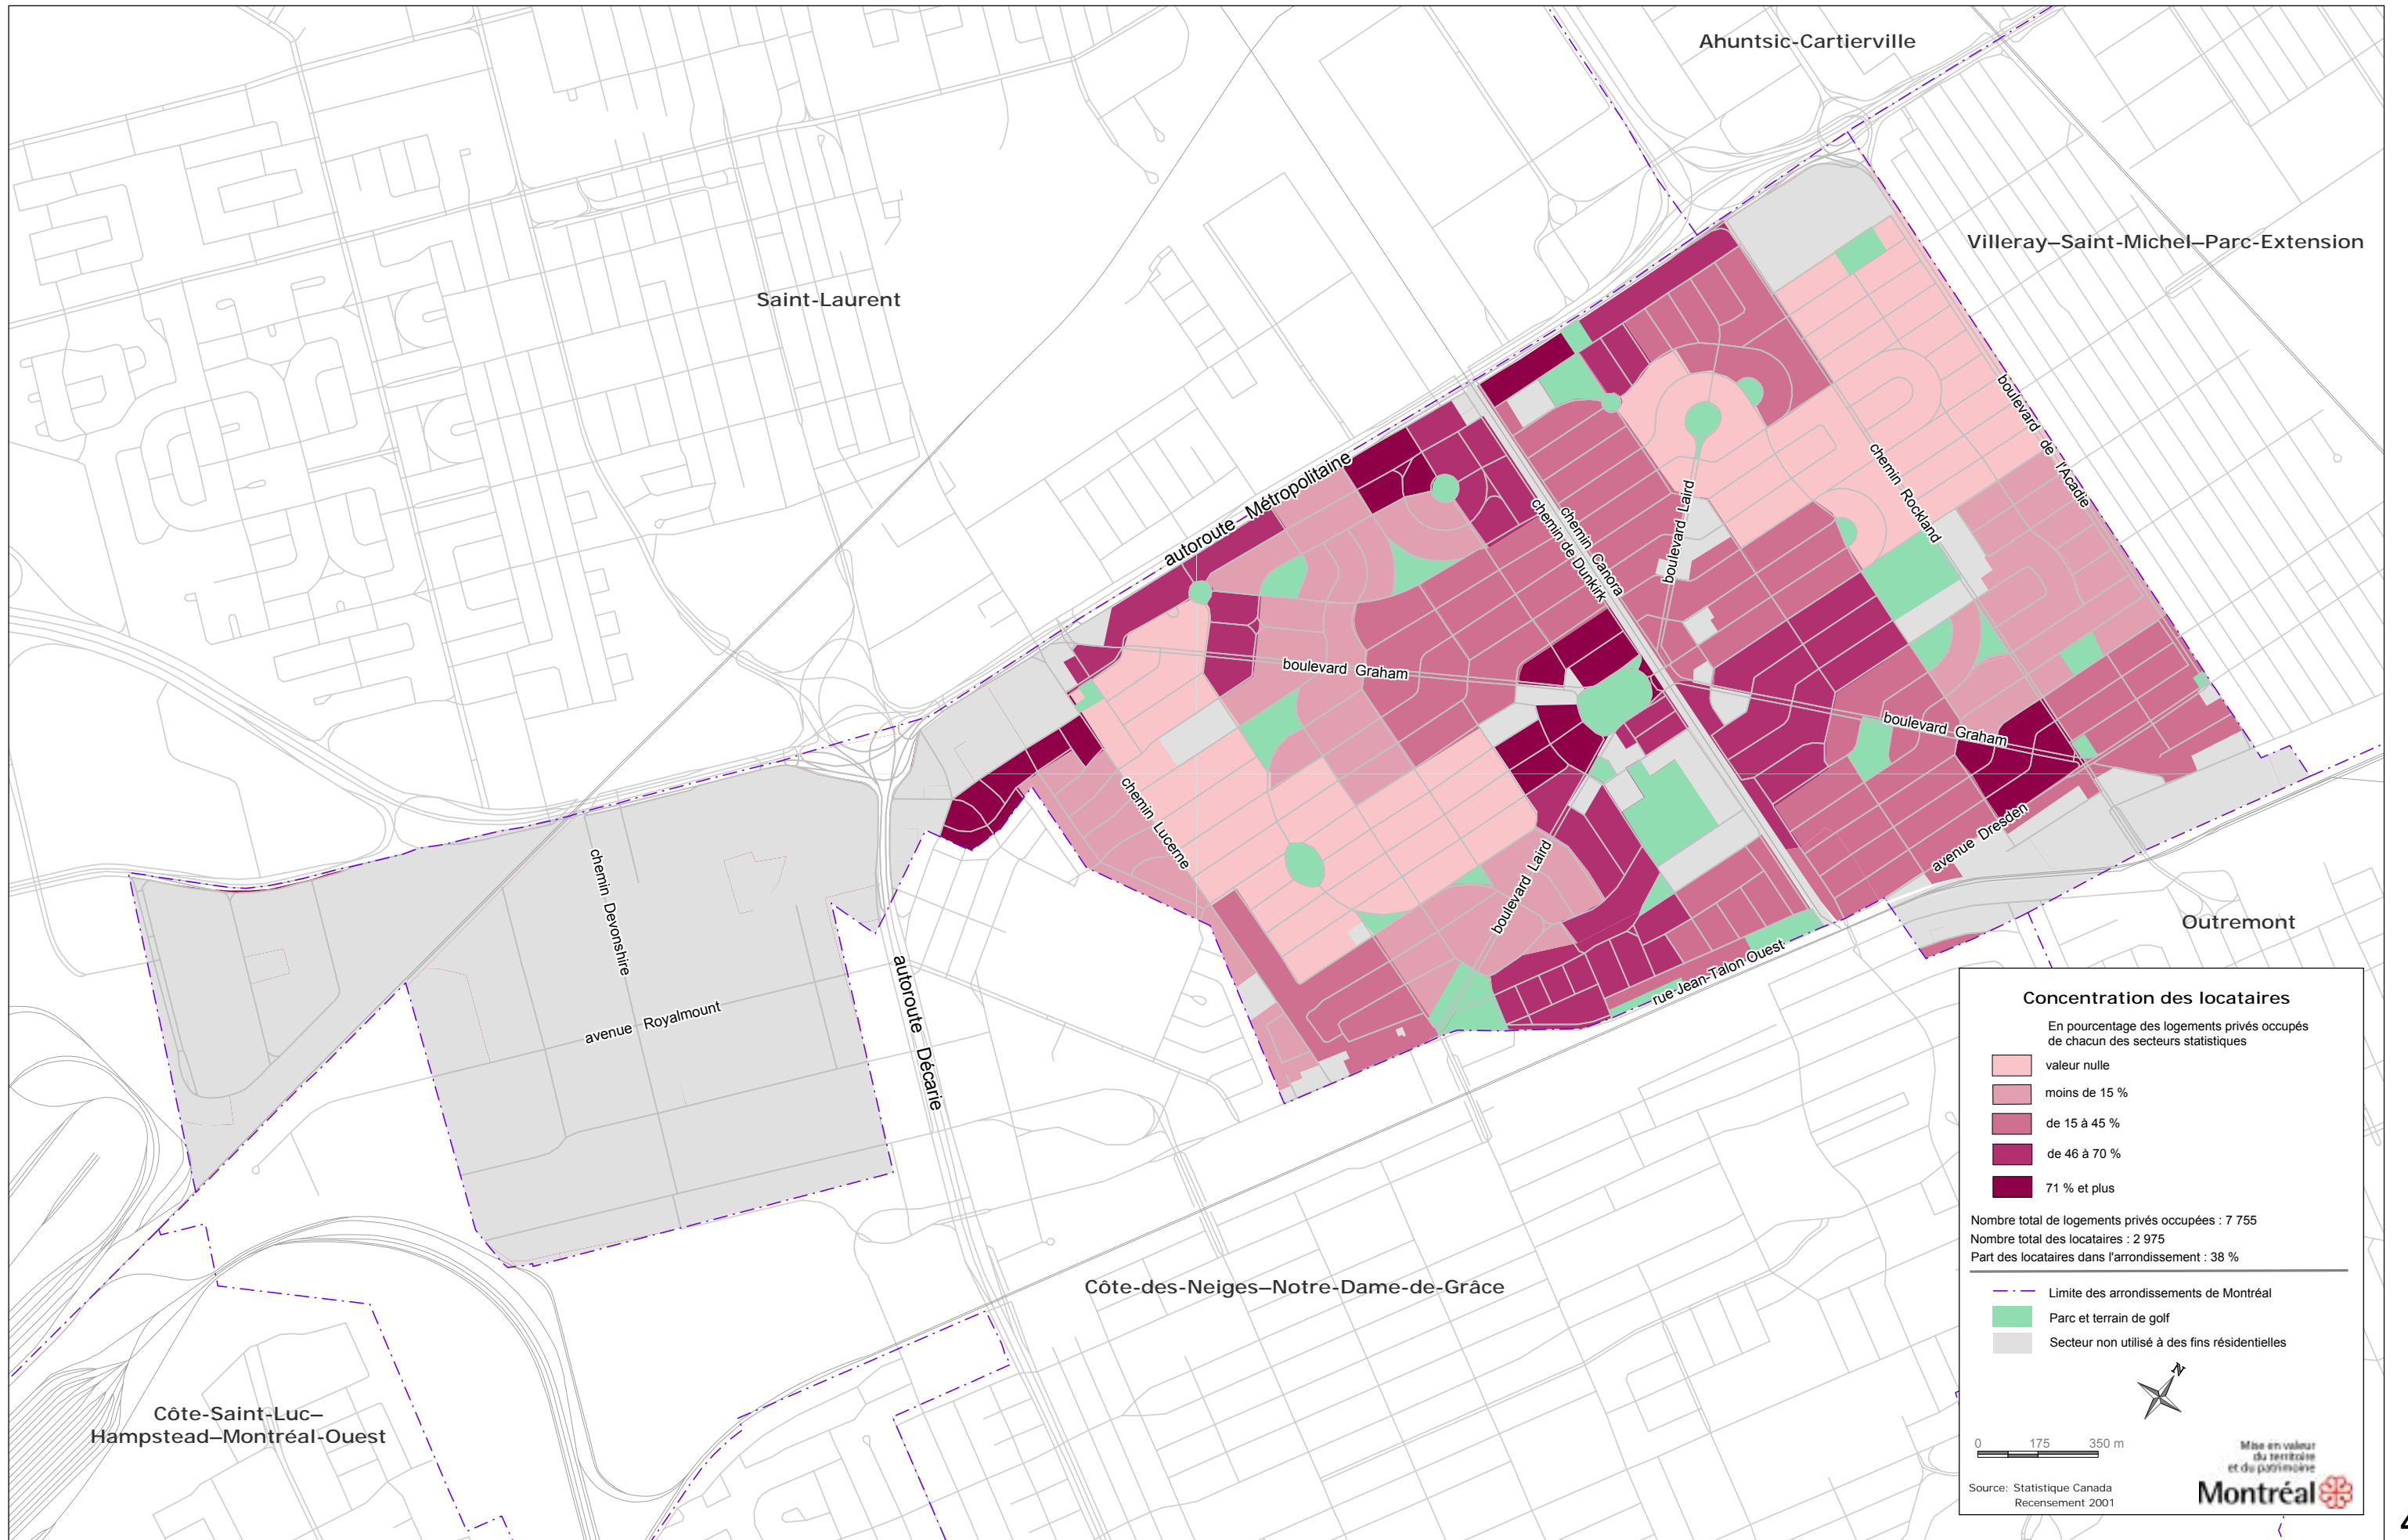 Ahuntsic-Cartierville
Villeray–Saint-Michel–Parc-Extension
Saint-Laurent
boulevard de l'Acadie
chemin Rockland
autoroute Métropolitaine
boulevard Laird
chemin Canora
chemin de Dunkirk
boulevard Graham
boulevard Graham
chemin Lucerne
avenue Dresden
boulevard Laird
chemin Devonshire
Outremont
rue Jean-Talon Ouest
autoroute Décarie
avenue Royalmount
Côte-des-Neiges–Notre-Dame-de-Grâce
Côte-Saint-Luc–
Hampstead–Montréal-Ouest
Concentration des locataires
En pourcentage des logements privés occupés
de chacun des secteurs statistiques
valeur nulle
moins de 15 %
de 15 à 45 %
de 46 à 70 %
71 % et plus
Nombre total de logements privés occupées : 7 755
Nombre total des locataires : 2 975
Part des locataires dans l'arrondissement : 38 %
Limite des arrondissements de Montréal
Parc et terrain de golf
Secteur non utilisé à des fins résidentielles
N
0 175 350 m
Mise en valeur
du territoire
et du patrimoine
Montréal
Source: Statistique Canada
Recensement 2001